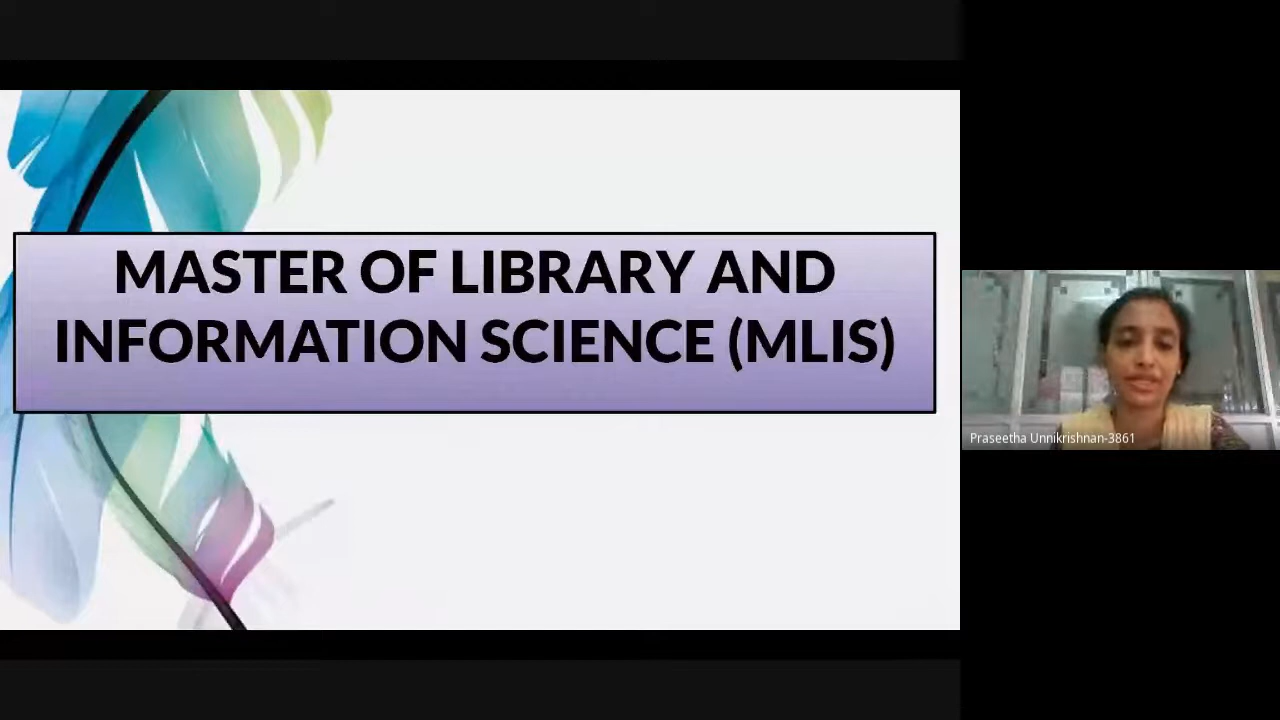 MASTER OF LIBRARY AND
INFORMATION SCIENCE (MLIS)
Praseetha Unnikrishnan-3861